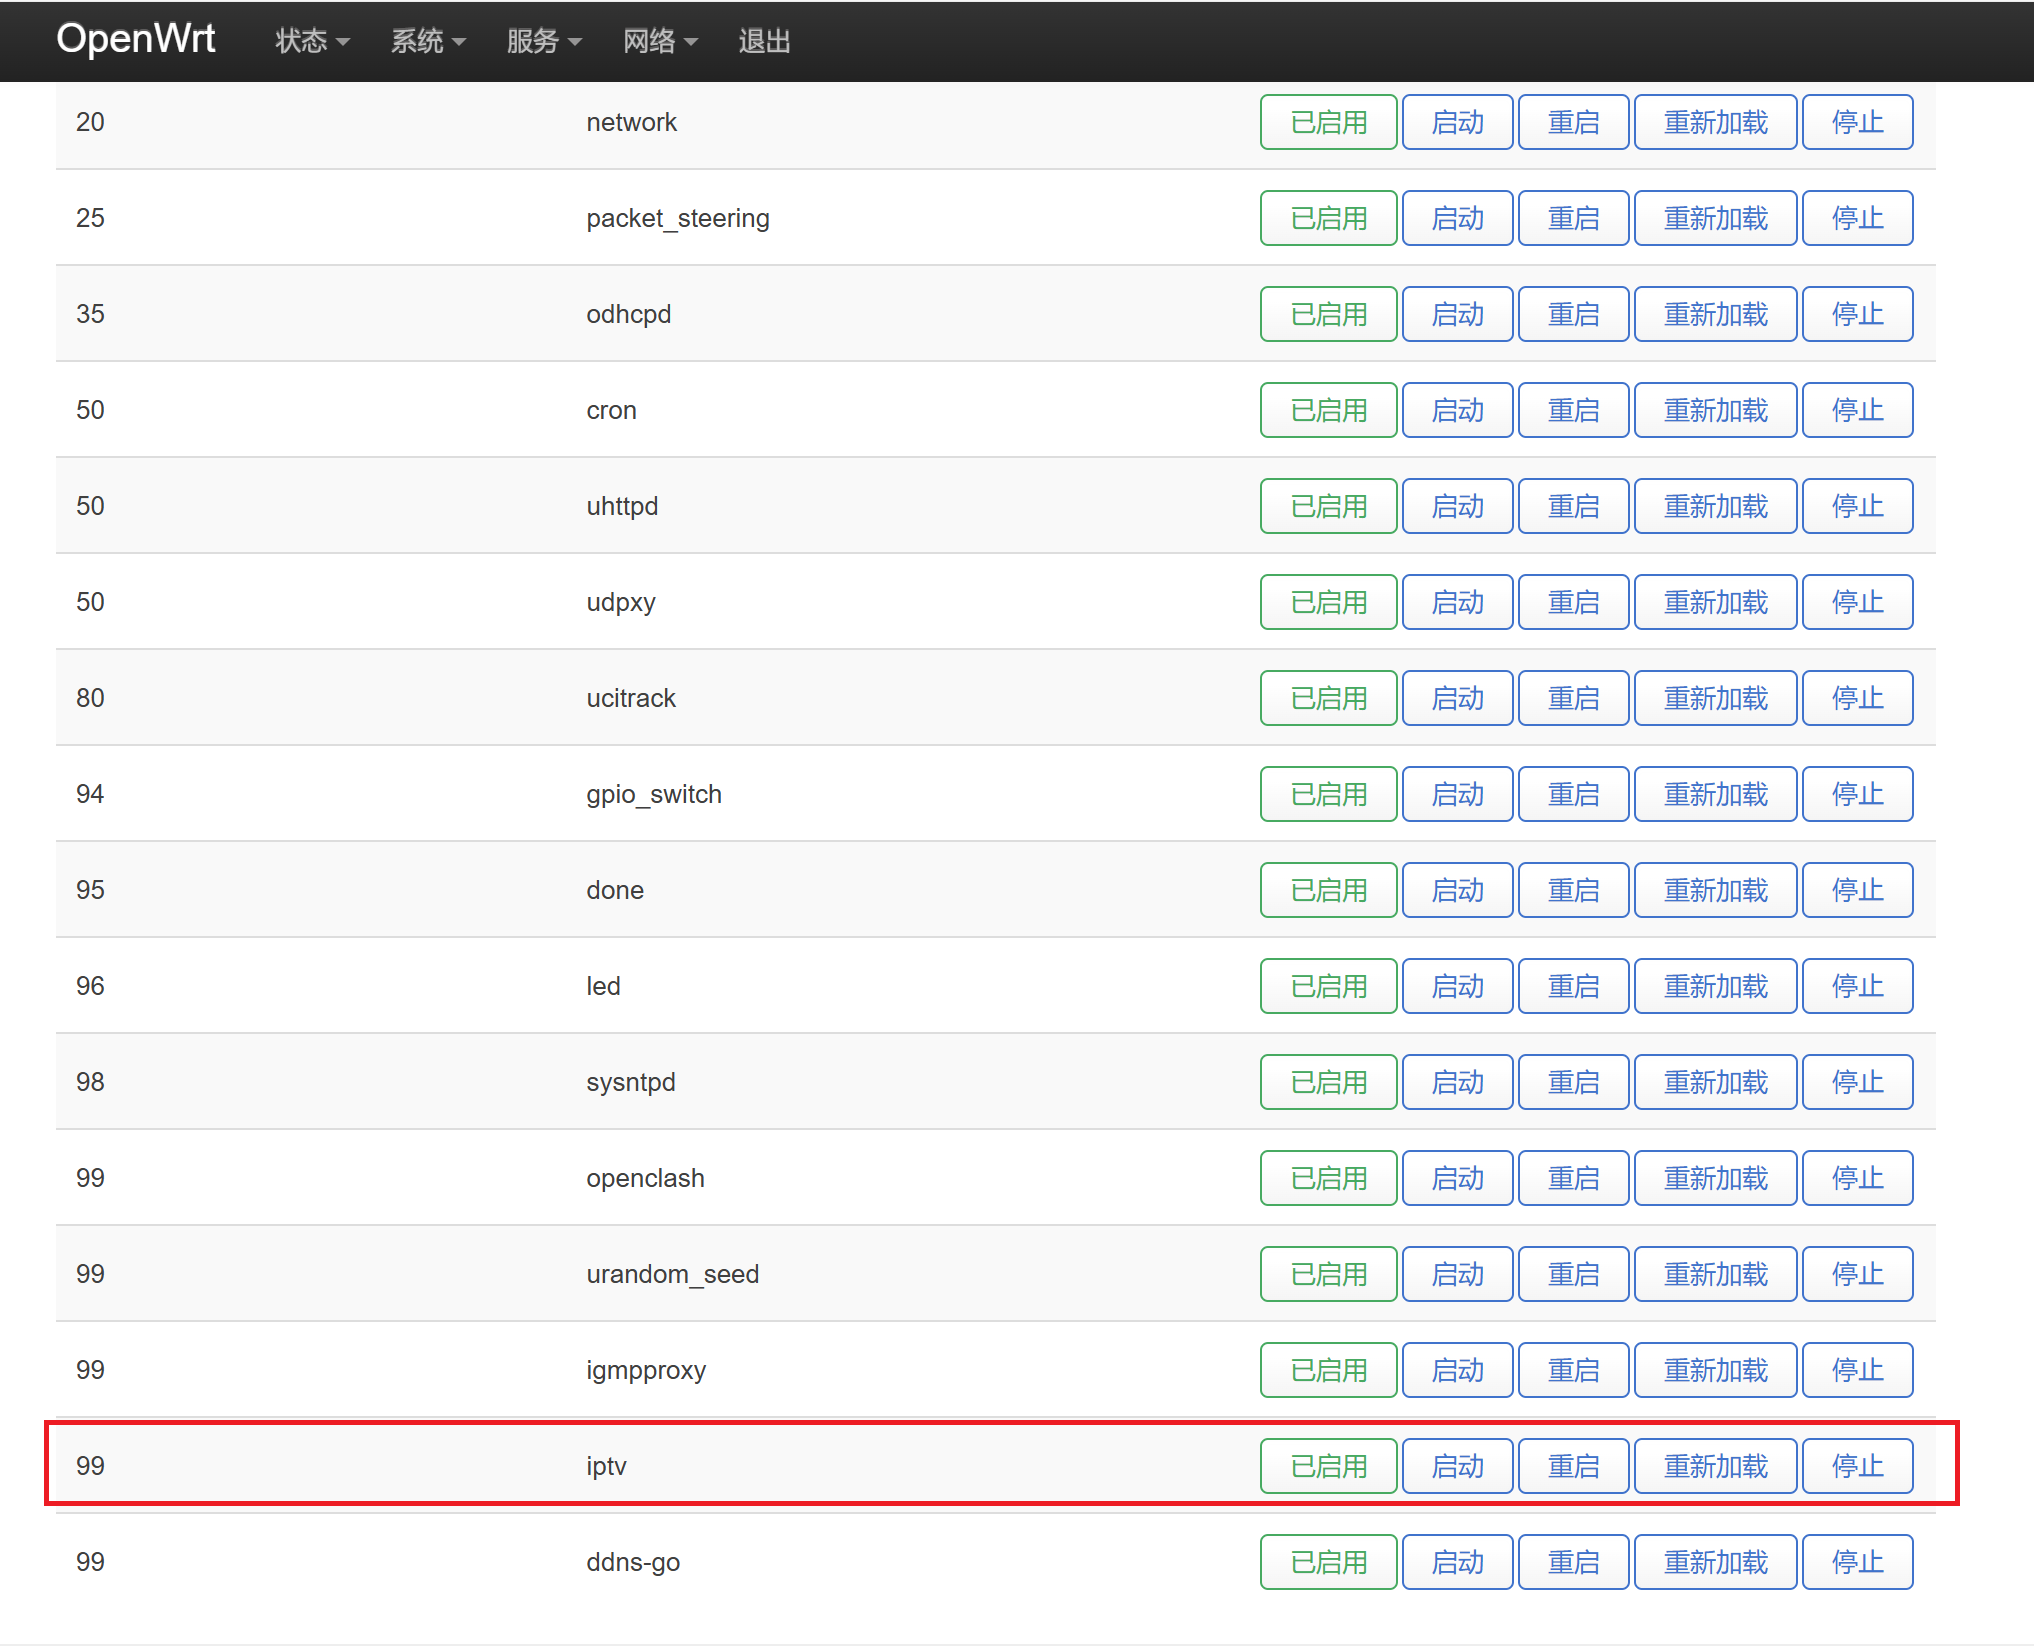 OpenWrt 状态 系统 服务 网络 退出
20 network 已启用 启动 重启 重新加载 停止
25 packet_steering 已启用 启动 重启 重新加载 停止
35 odhcpd 已启用 启动 重启 重新加载 停止
50 cron 已启用 启动 重启 重新加载 停止
50 uhttpd 已启用 启动 重启 重新加载 停止
50 udpxy 已启用 启动 重启 重新加载 停止
80 ucitrack 已启用 启动 重启 重新加载 停止
94 gpio_switch 已启用 启动 重启 重新加载 停止
95 done 已启用 启动 重启 重新加载 停止
96 led 已启用 启动 重启 重新加载 停止
98 sysntpd 已启用 启动 重启 重新加载 停止
99 openclash 已启用 启动 重启 重新加载 停止
99 urandom_seed 已启用 启动 重启 重新加载 停止
99 igmpproxy 已启用 启动 重启 重新加载 停止
99 iptv 已启用 启动 重启 重新加载 停止
99 ddns-go 已启用 启动 重启 重新加载 停止